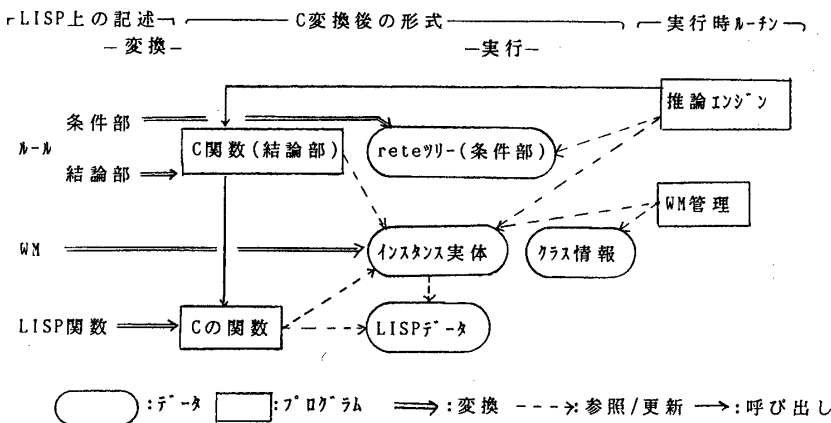 LISP上の記述 C変換後の形式 実行時ﾙｰﾁﾝ
－変換－ －実行－
推論ｴﾝｼﾞﾝ
条件部
ﾙｰﾙ
C関数(結論部) reteﾂﾘｰ(条件部)
結論部
WM管理
WM ｲﾝｽﾀﾝｽ実体 ｸﾗｽ情報
LISP関数 Cの関数 LISPﾃﾞｰﾀ
:ﾃﾞｰﾀ :ﾌﾟﾛｸﾞﾗﾑ :変換 :参照/更新 :呼び出し